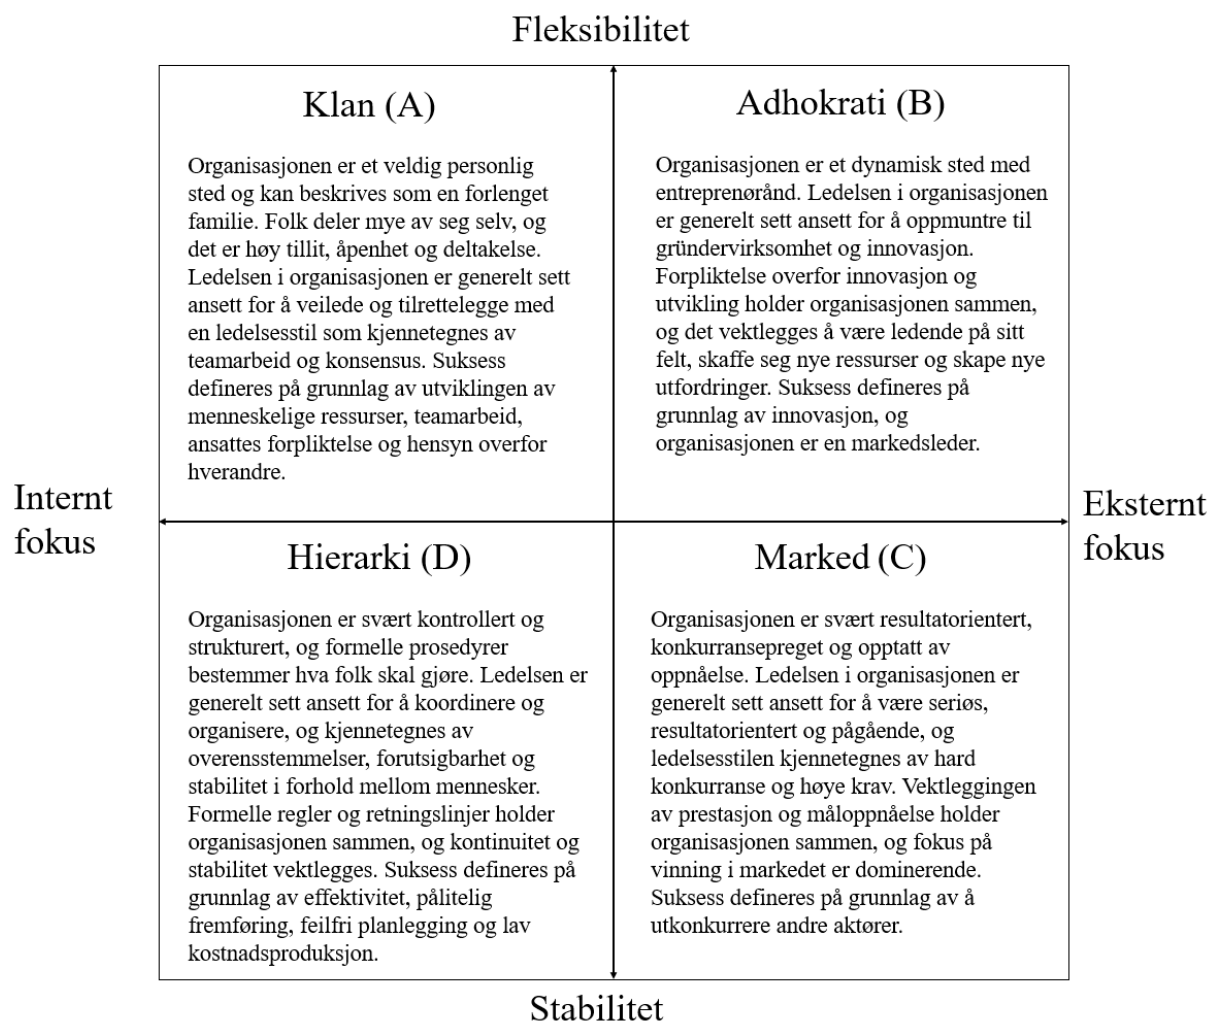 Fleksibilitet
Klan (A)
Organisasjonen er et veldig personlig
sted og kan beskrives som en forlenget
familie. Folk deler mye av seg selv, og
det er høy tillit, åpenhet og deltakelse.
Ledelsen i organisasjonen er generelt sett
ansett for å veilede og tilrettelegge med
en ledelsesstil som kjennetegnes av
teamarbeid og konsensus. Suksess
defineres på grunnlag av utviklingen av
menneskelige ressurser, teamarbeid,
ansattes forpliktelse og hensyn overfor
hverandre.
Adhokrati (B)
Organisasjonen er et dynamisk sted med
entreprenørånd. Ledelsen i organisasjonen
er generelt sett ansett for å oppmuntre til
gründervirksomhet og innovasjon.
Forpliktelse overfor innovasjon og
utvikling holder organisasjonen sammen,
og det vektlegges å være ledende på sitt
felt, skaffe seg nye ressurser og skape nye
utfordringer. Suksess defineres på
grunnlag av innovasjon, og
organisasjonen er en markedsleder.
Internt
fokus
Eksternt
fokus
Hierarki (D)
Organisasjonen er svært kontrollert og
strukturert, og formelle prosedyrer
bestemmer hva folk skal gjøre. Ledelsen er
generelt sett ansett for å koordinere og
organisere, og kjennetegnes av
overensstemmelser, forutsigbarhet og
stabilitet i forhold mellom mennesker.
Formelle regler og retningslinjer holder
organisasjonen sammen, og kontinuitet og
stabilitet vektlegges. Suksess defineres på
grunnlag av effektivitet, pålitelig
fremføring, feilfri planlegging og lav
kostnadsproduksjon.
Marked (C)
Organisasjonen er svært resultatorientert,
konkurransepreget og opptatt av
oppnåelse. Ledelsen i organisasjonen er
generelt sett ansett for å være seriøs,
resultatorientert og pågående, og
ledelsesstilen kjennetegnes av hard
konkurranse og høye krav. Vektleggingen
av prestasjon og måloppnåelse holder
organisasjonen sammen, og fokus på
vinning i markedet er dominerende.
Suksess defineres på grunnlag av å
utkonkurrere andre aktører.
Stabilitet